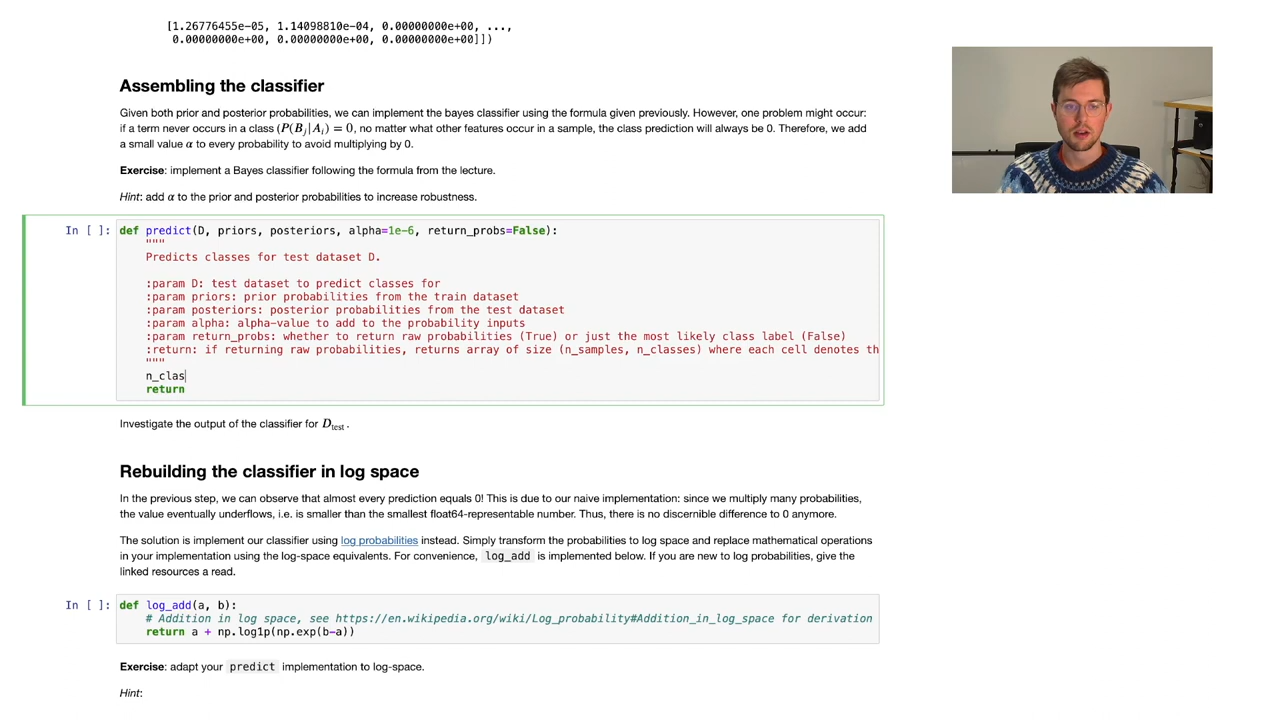 [1.26776455e-05, 1.14098810e-04, 0.00000000e+00, ...,
0.00000000e+00, 0.00000000e+00, 0.00000000e+00]])
Assembling the classifier
Given both prior and posterior probabilities, we can implement the bayes classifier using the formula given previously. However, one problem might occur:
if a term never occurs in a class (P(Bj|Ai) = 0, no matter what other features occur in a sample, the class prediction will always be 0. Therefore, we add
a small value α to every probability to avoid multiplying by 0.
Exercise: implement a Bayes classifier following the formula from the lecture.
Hint: add α to the prior and posterior probabilities to increase robustness.
In [ ]: def predict(D, priors, posteriors, alpha=1e-6, return_probs=False):
"""
Predicts classes for test dataset D.
:param D: test dataset to predict classes for
:param priors: prior probabilities from the train dataset
:param posteriors: posterior probabilities from the test dataset
:param alpha: alpha-value to add to the probability inputs
:param return_probs: whether to return raw probabilities (True) or just the most likely class label (False)
:return: if returning raw probabilities, returns array of size (n_samples, n_classes) where each cell denotes th
"""
n_clas
return
Investigate the output of the classifier for Dtest.
Rebuilding the classifier in log space
In the previous step, we can observe that almost every prediction equals 0! This is due to our naive implementation: since we multiply many probabilities,
the value eventually underflows, i.e. is smaller than the smallest float64-representable number. Thus, there is no discernible difference to 0 anymore.
The solution is implement our classifier using log probabilities instead. Simply transform the probabilities to log space and replace mathematical operations
in your implementation using the log-space equivalents. For convenience, log_add is implemented below. If you are new to log probabilities, give the
linked resources a read.
In [ ]: def log_add(a, b):
# Addition in log space, see https://en.wikipedia.org/wiki/Log_probability#Addition_in_log_space for derivation
return a + np.log1p(np.exp(b-a))
Exercise: adapt your predict implementation to log-space.
Hint: